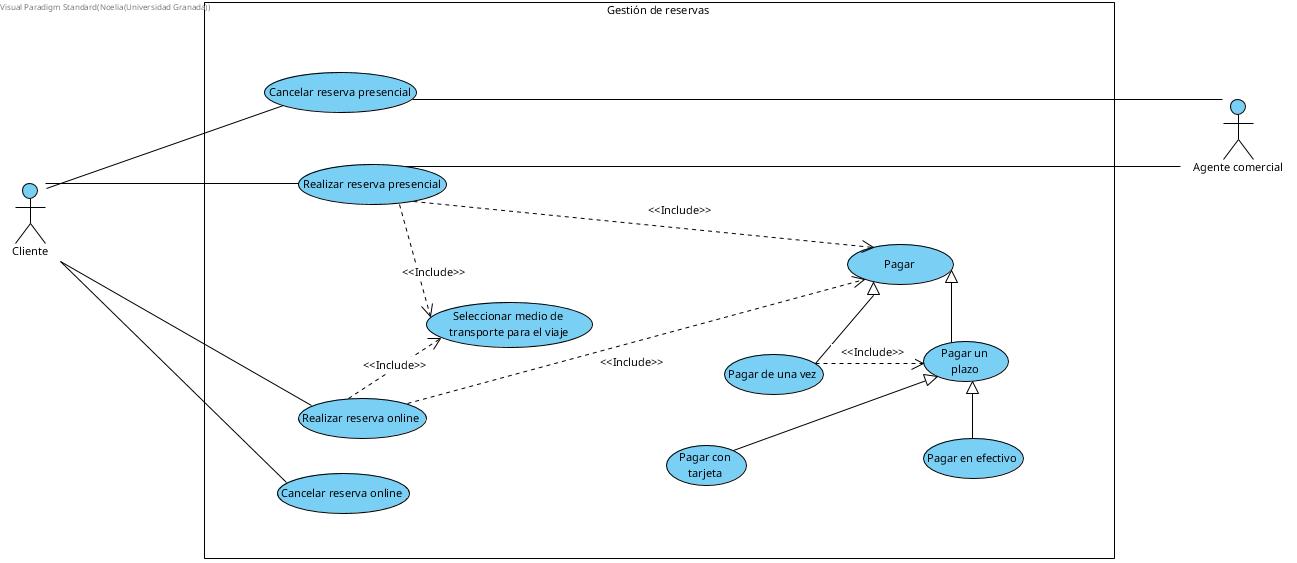 Visual Paradigm Standard(Noelia(Universidad Granada))
Gestión de reservas
Cancelar reserva presencial
Agente comercial
Realizar reserva presencial
Cliente
<<Include>>
<<Include>>
Pagar
Seleccionar medio de
transporte para el viaje
<<Include>>
<<Include>>
<<Include>>
Pagar de una vez
Pagar un
plazo
Realizar reserva online
Pagar con
tarjeta
Pagar en efectivo
Cancelar reserva online